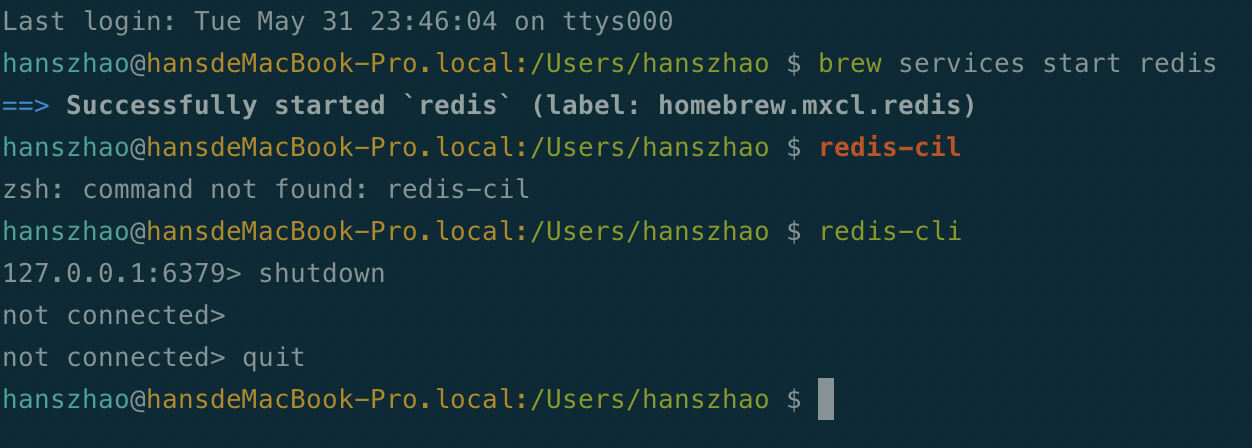 Last login: Tue May 31 23:46:04 on ttys000
hanszhao@hansdeMacBook-Pro.local:/Users/hanszhao $ brew services start redis
==> Successfully started `redis` (label: homebrew.mxcl.redis)
hanszhao@hansdeMacBook-Pro.local:/Users/hanszhao $ redis-cil
zsh: command not found: redis-cil
hanszhao@hansdeMacBook-Pro.local:/Users/hanszhao $ redis-cli
127.0.0.1:6379> shutdown
not connected>
not connected> quit
hanszhao@hansdeMacBook-Pro.local:/Users/hanszhao $